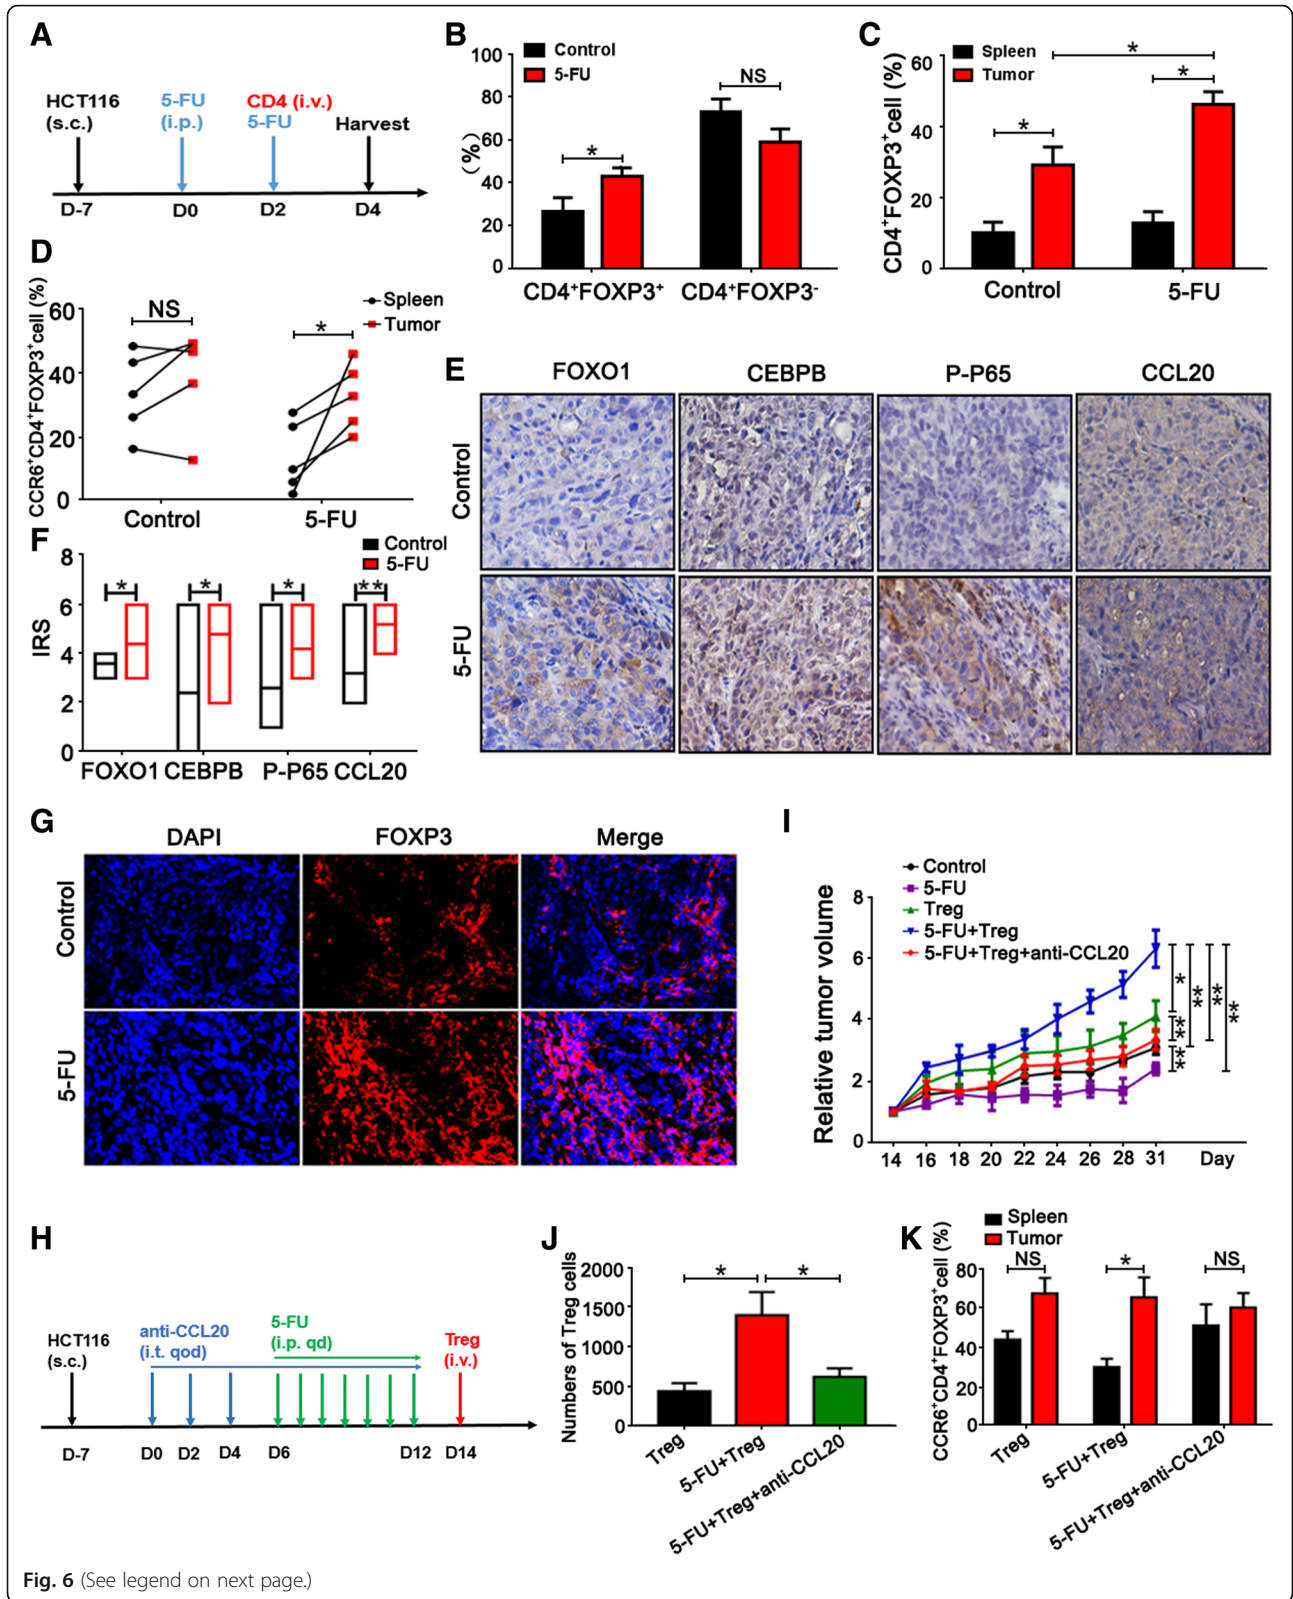 A
HCT116
(s.c.)
5-FU
(i.p.)
CD4 (i.v.)
5-FU
Harvest
D-7 D0 D2 D4
B
Control
5-FU
(%)
100
80
60
40
20
0
*
NS
CD4+FOXP3+ CD4+FOXP3-
C
Spleen
Tumor
CD4+FOXP3+cell (%)
60
40
20
0
*
*
*
Control 5-FU
D
CCR6+CD4+FOXP3+cell (%)
60
40
20
0
NS
*
Spleen
Tumor
Control 5-FU
E
FOXO1 CEBPB P-P65 CCL20
Control
5-FU
F
Control
5-FU
IRS
8
6
4
2
0
* * * **
FOXO1 CEBPB P-P65 CCL20
G
DAPI FOXP3 Merge
Control
5-FU
I
Control
5-FU
Treg
5-FU+Treg
5-FU+Treg+anti-CCL20
Relative tumor volume
8
6
4
2
0
14 16 18 20 22 24 26 28 31 Day
*
**
**
**
**
**
H
HCT116
(s.c.)
anti-CCL20
(i.t. qod)
5-FU
(i.p. qd)
Treg
(i.v.)
D-7 D0 D2 D4 D6 D12 D14
J
Numbers of Treg cells
2000
1500
1000
500
0
* *
Treg
5-FU+Treg
5-FU+Treg+anti-CCL20
K
Spleen
Tumor
CCR6+CD4+FOXP3+cell (%)
80
60
40
20
0
NS * NS
Treg
5-FU+Treg
5-FU+Treg+anti-CCL20
Fig. 6 (See legend on next page.)